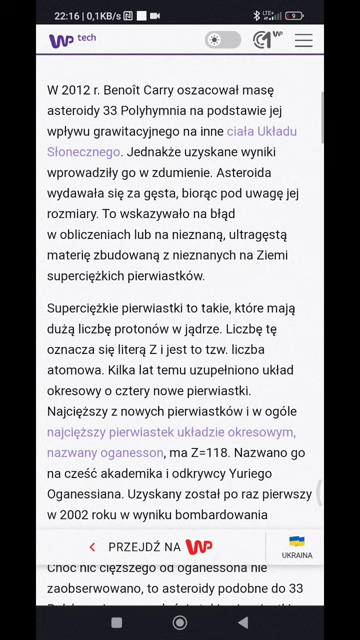 22:16 | 0,1KB/s
LTE+
9
WP tech
WP
W 2012 r. Benoît Carry oszacował masę
asteroidy 33 Polyhymnia na podstawie jej
wpływu grawitacyjnego na inne ciała Układu
Słonecznego. Jednakże uzyskane wyniki
wprowadziły go w zdumienie. Asteroida
wydawała się za gęsta, biorąc pod uwagę jej
rozmiary. To wskazywało na błąd
w obliczeniach lub na nieznaną, ultragęstą
materię zbudowaną z nieznanych na Ziemi
superciężkich pierwiastków.
Superciężkie pierwiastki to takie, które mają
dużą liczbę protonów w jądrze. Liczbę tę
oznacza się literą Z i jest to tzw. liczba
atomowa. Kilka lat temu uzupełniono układ
okresowy o cztery nowe pierwiastki.
Najcięższy z nowych pierwiastków i w ogóle
najcięższy pierwiastek układzie okresowym,
nazwany oganesson, ma Z=118. Nazwano go
na cześć akademika i odkrywcy Yuriego
Oganessiana. Uzyskany został po raz pierwszy
w 2002 roku w wyniku bombardowania
PRZEJDŹ NA WP
UKRAINA
Choć nic cięższego od oganessona nie
zaobserwowano, to asteroidy podobne do 33